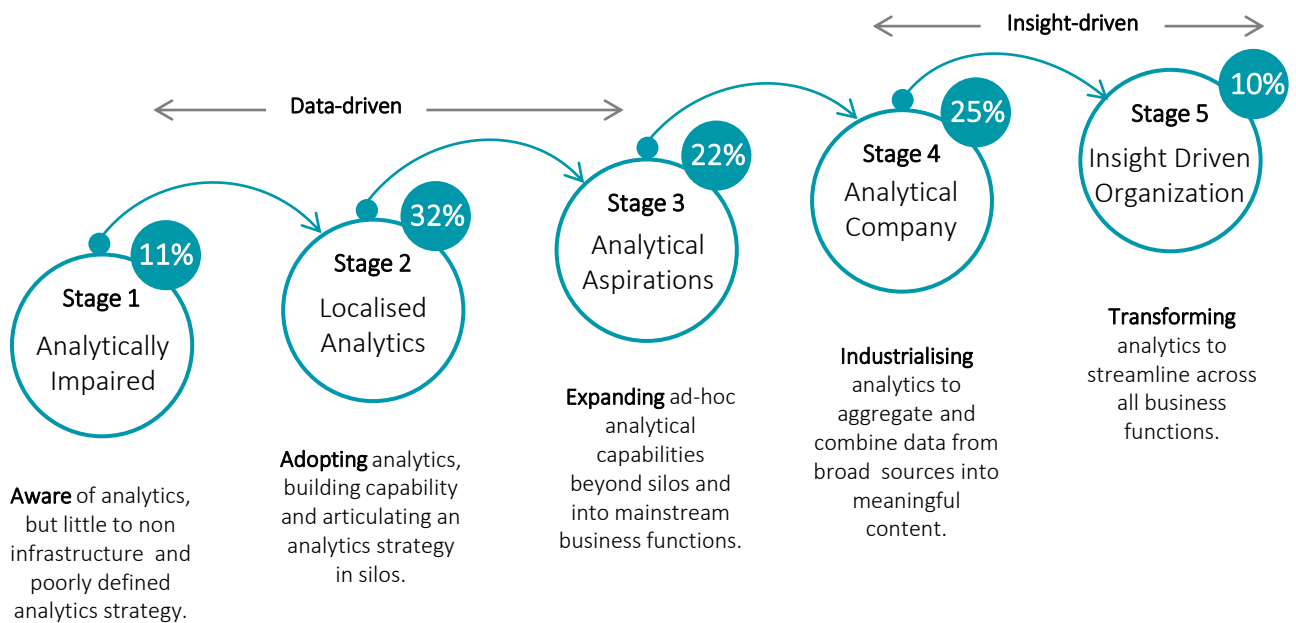 Data-driven
Insight-driven
11%
Stage 1
Analytically
Impaired
Aware of analytics,
but little to non
infrastructure and
poorly defined
analytics strategy.
32%
Stage 2
Localised
Analytics
Adopting analytics,
building capability
and articulating an
analytics strategy
in silos.
22%
Stage 3
Analytical
Aspirations
Expanding ad-hoc
analytical
capabilities
beyond silos and
into mainstream
business functions.
25%
Stage 4
Analytical
Company
Industrialising
analytics to
aggregate and
combine data from
broad sources into
meaningful
content.
10%
Stage 5
Insight Driven
Organization
Transforming
analytics to
streamline across
all business
functions.